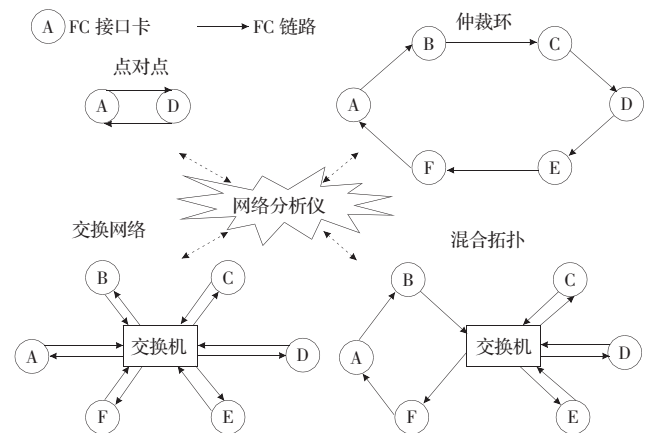 A FC 接口卡 FC 链路
点对点
A D
仲裁环
B C
A D
F E
网络分析仪
交换网络
B C
A 交换机 D
F E
混合拓扑
B C
A 交换机 D
F E